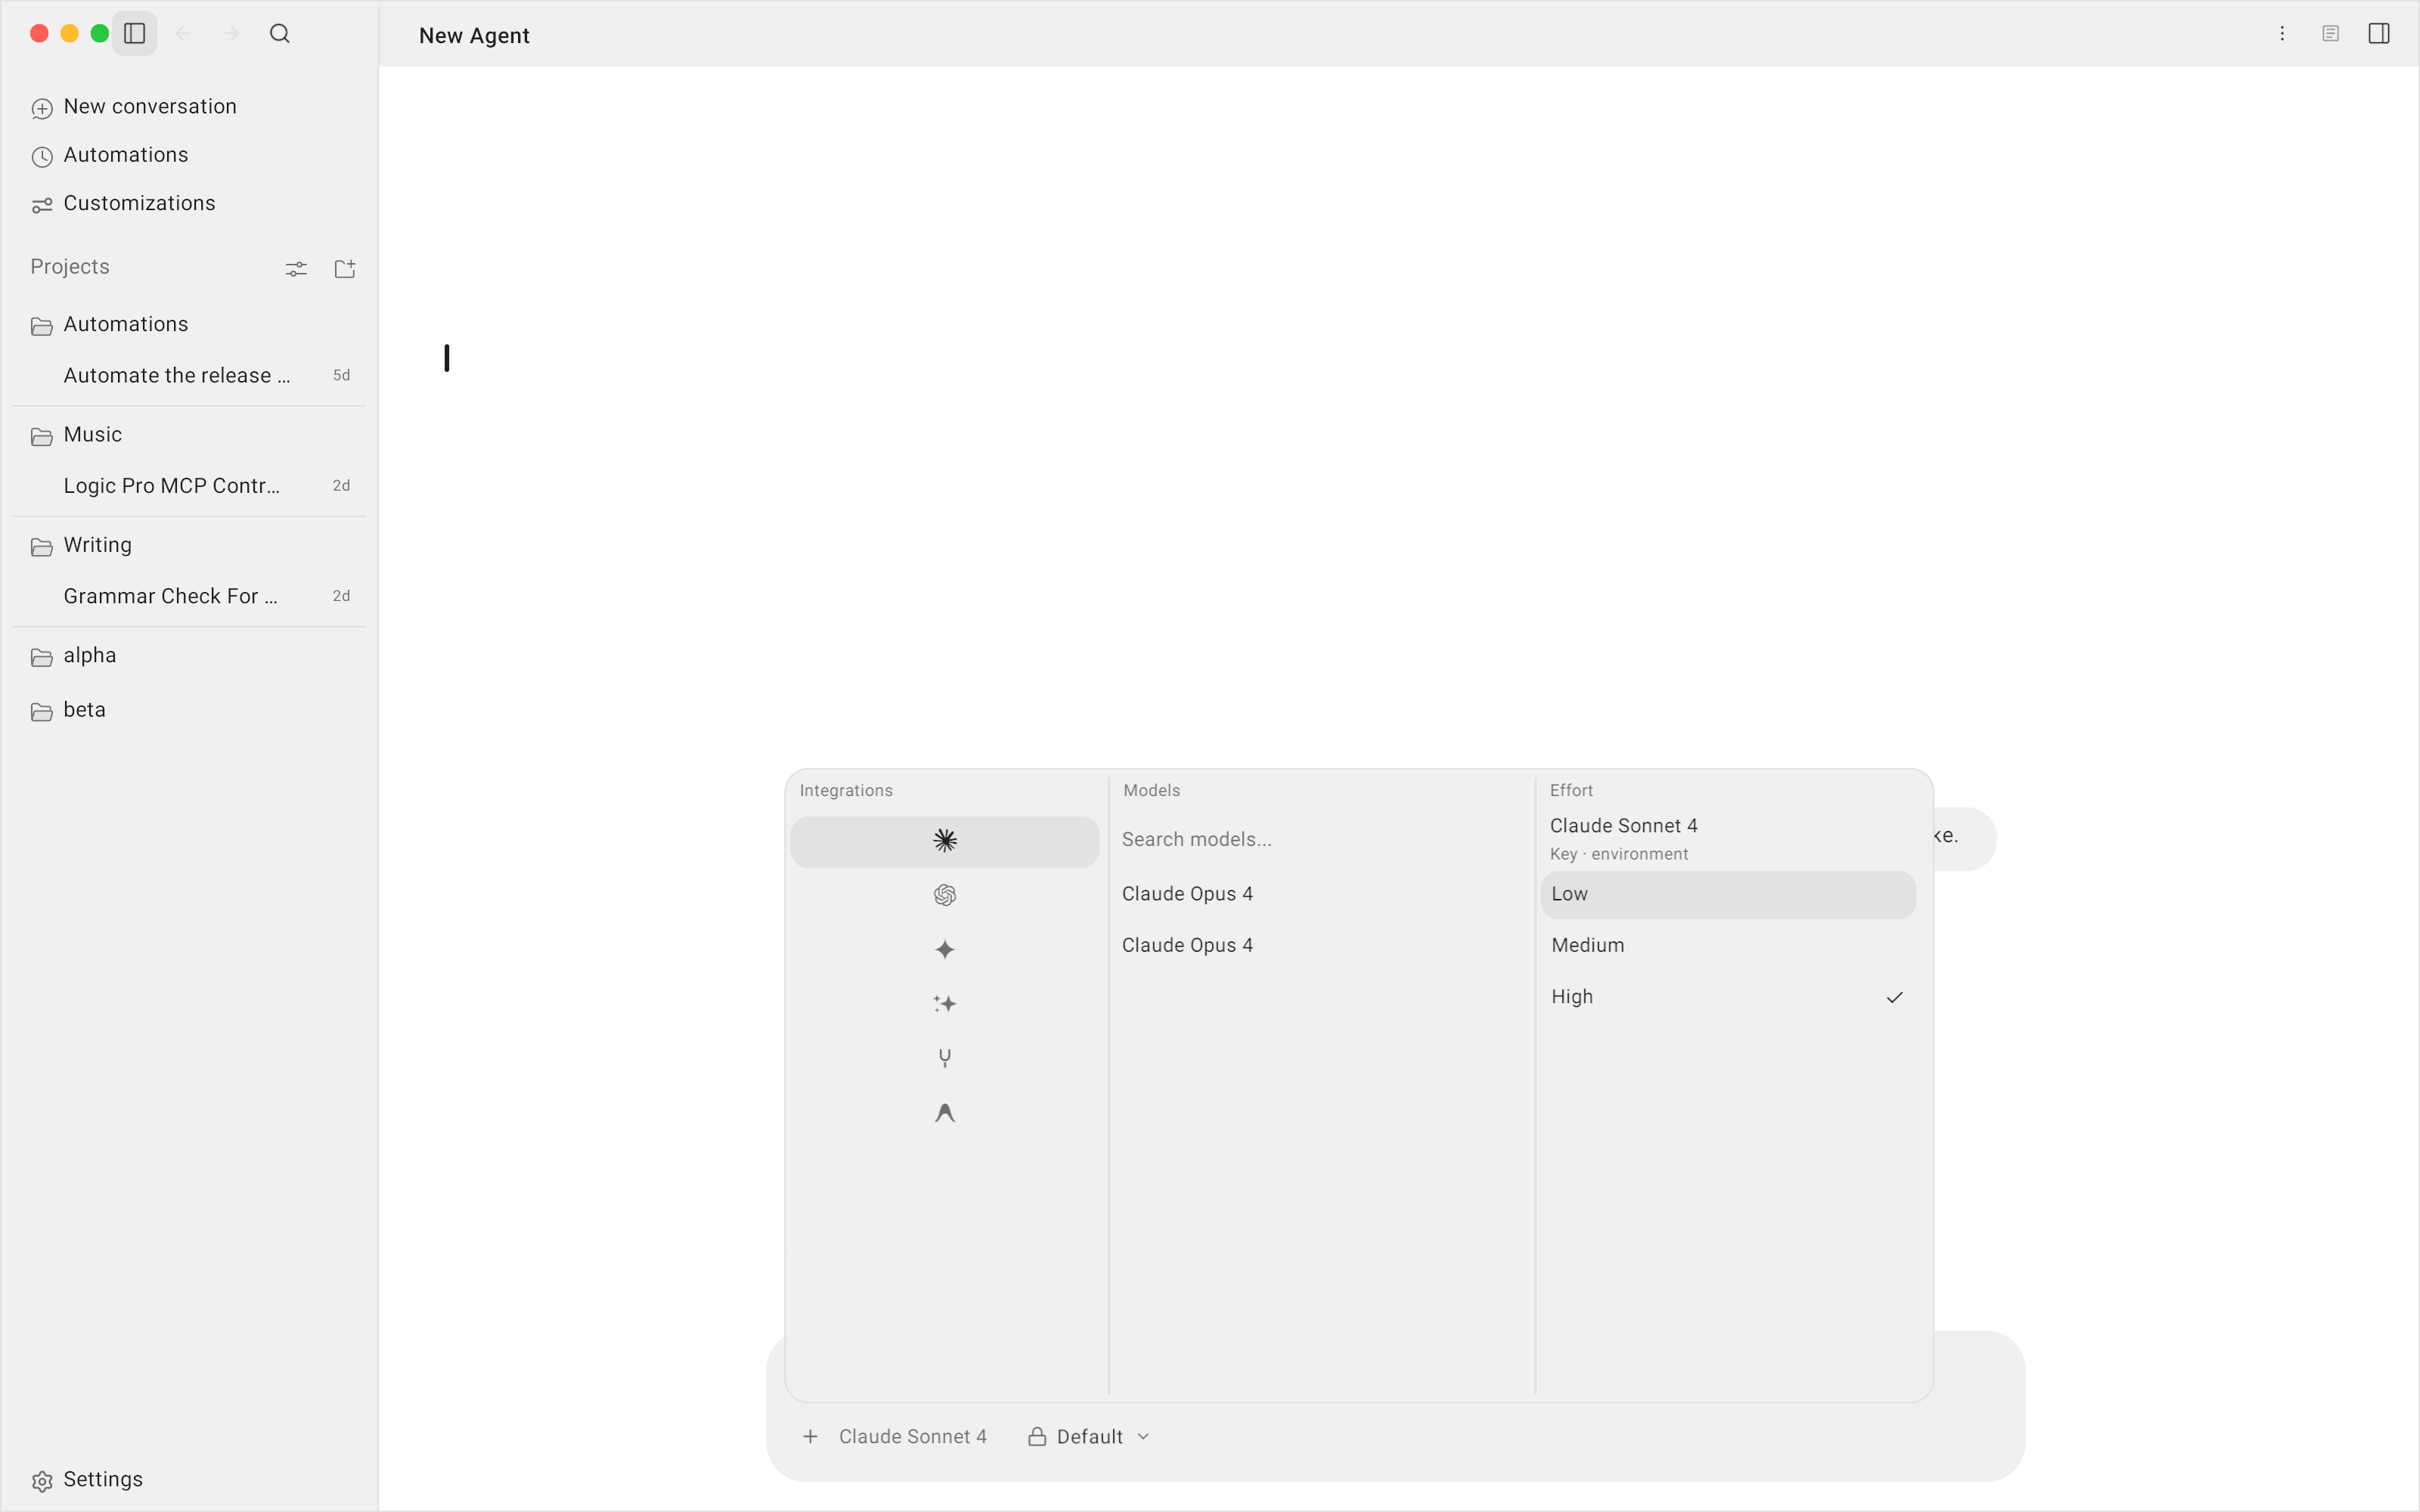 New Agent
New conversation
Automations
Customizations
Projects
Automations
Automate the release ... 5d
Music
Logic Pro MCP Contr... 2d
Writing
Grammar Check For ... 2d
alpha
beta
Settings
Integrations
Models
Search models...
Claude Opus 4
Claude Opus 4
Effort
Claude Sonnet 4
Key · environment
Low
Medium
High
ke.
Claude Sonnet 4
Default